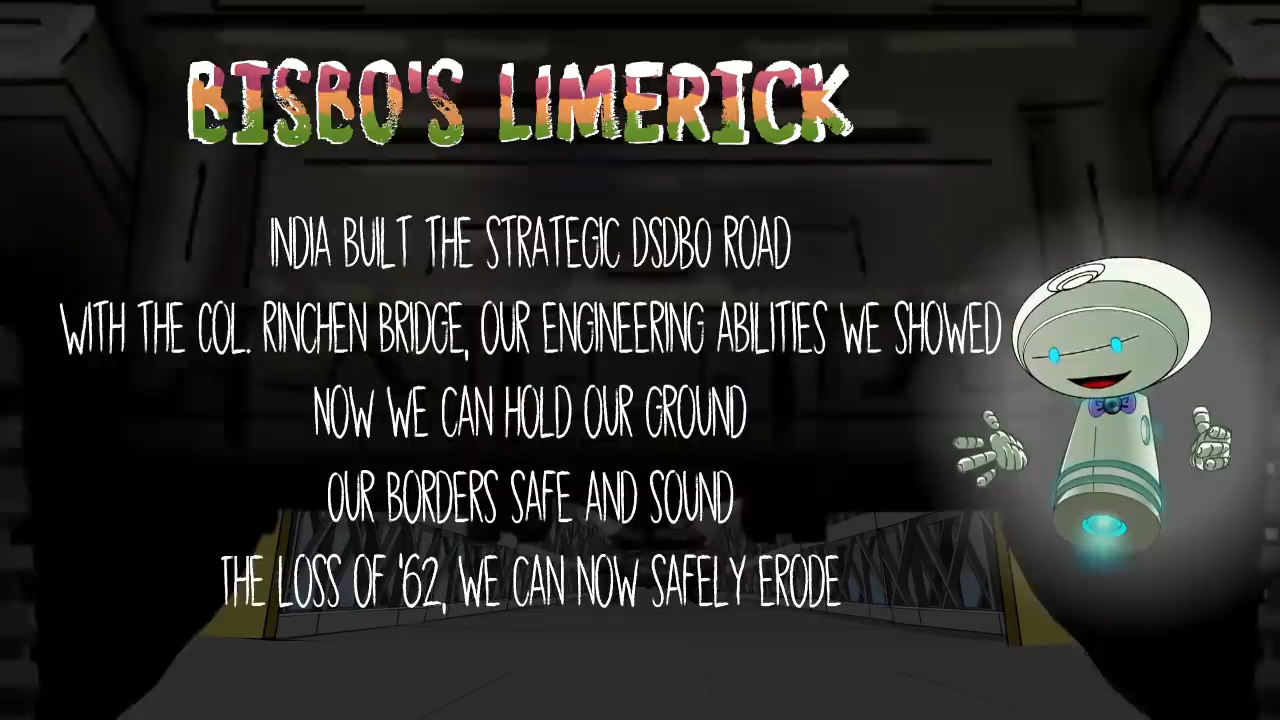 BISBO'S LIMERICK
INDIA BUILT THE STRATEGIC DSDBO ROAD
WITH THE COL. RINCHEN BRIDGE, OUR ENGINEERING ABILITIES WE SHOWED
NOW WE CAN HOLD OUR GROUND
OUR BORDERS SAFE AND SOUND
THE LOSS OF '62, WE CAN NOW SAFELY ERODE